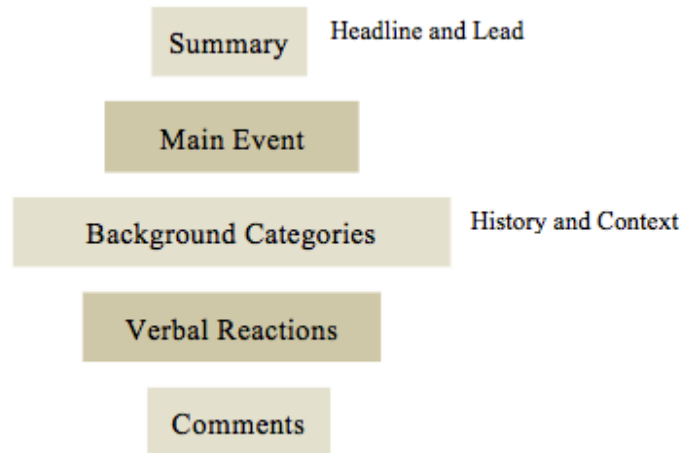 Summary
Headline and Lead
Main Event
Background Categories
History and Context
Verbal Reactions
Comments